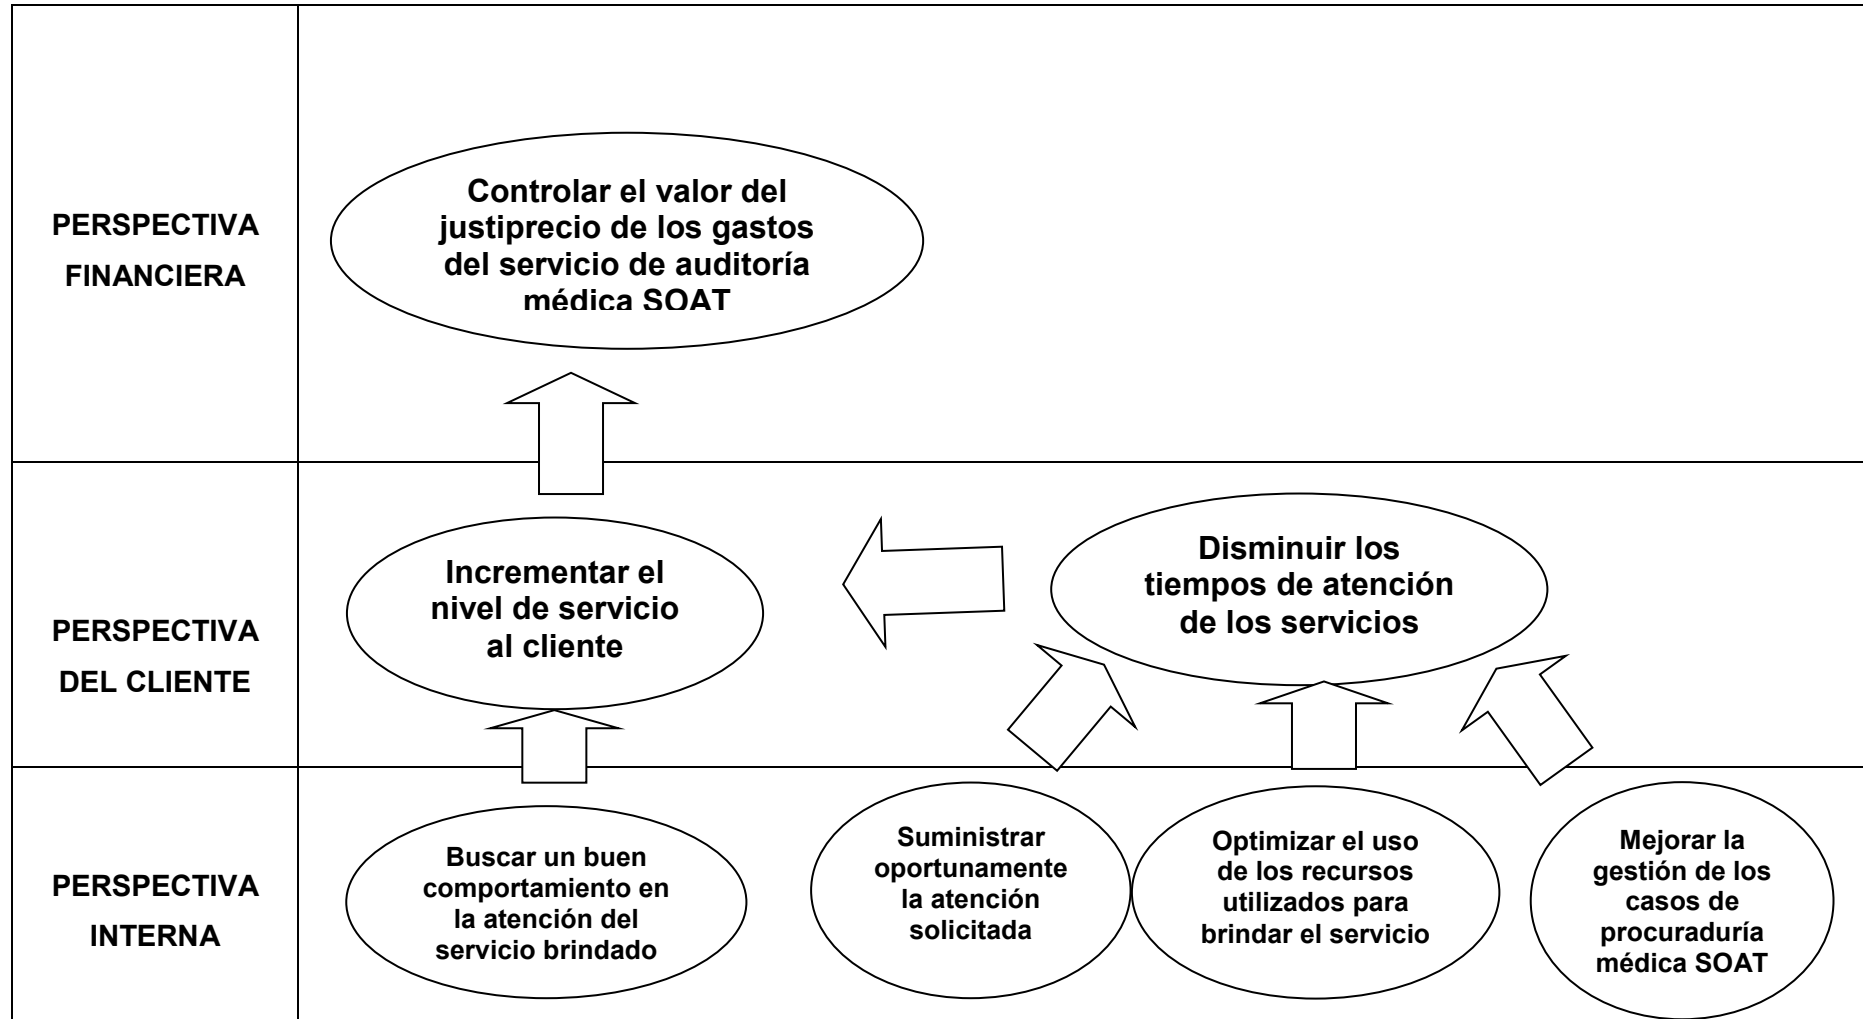 PERSPECTIVA
FINANCIERA
Controlar el valor del
justiprecio de los gastos
del servicio de auditoría
médica SOAT
PERSPECTIVA
DEL CLIENTE
Incrementar el
nivel de servicio
al cliente
Disminuir los
tiempos de atención
de los servicios
PERSPECTIVA
INTERNA
Buscar un buen
comportamiento en
la atención del
servicio brindado
Suministrar
oportunamente
la atención
solicitada
Optimizar el uso
de los recursos
utilizados para
brindar el servicio
Mejorar la
gestión de los
casos de
procuraduría
médica SOAT